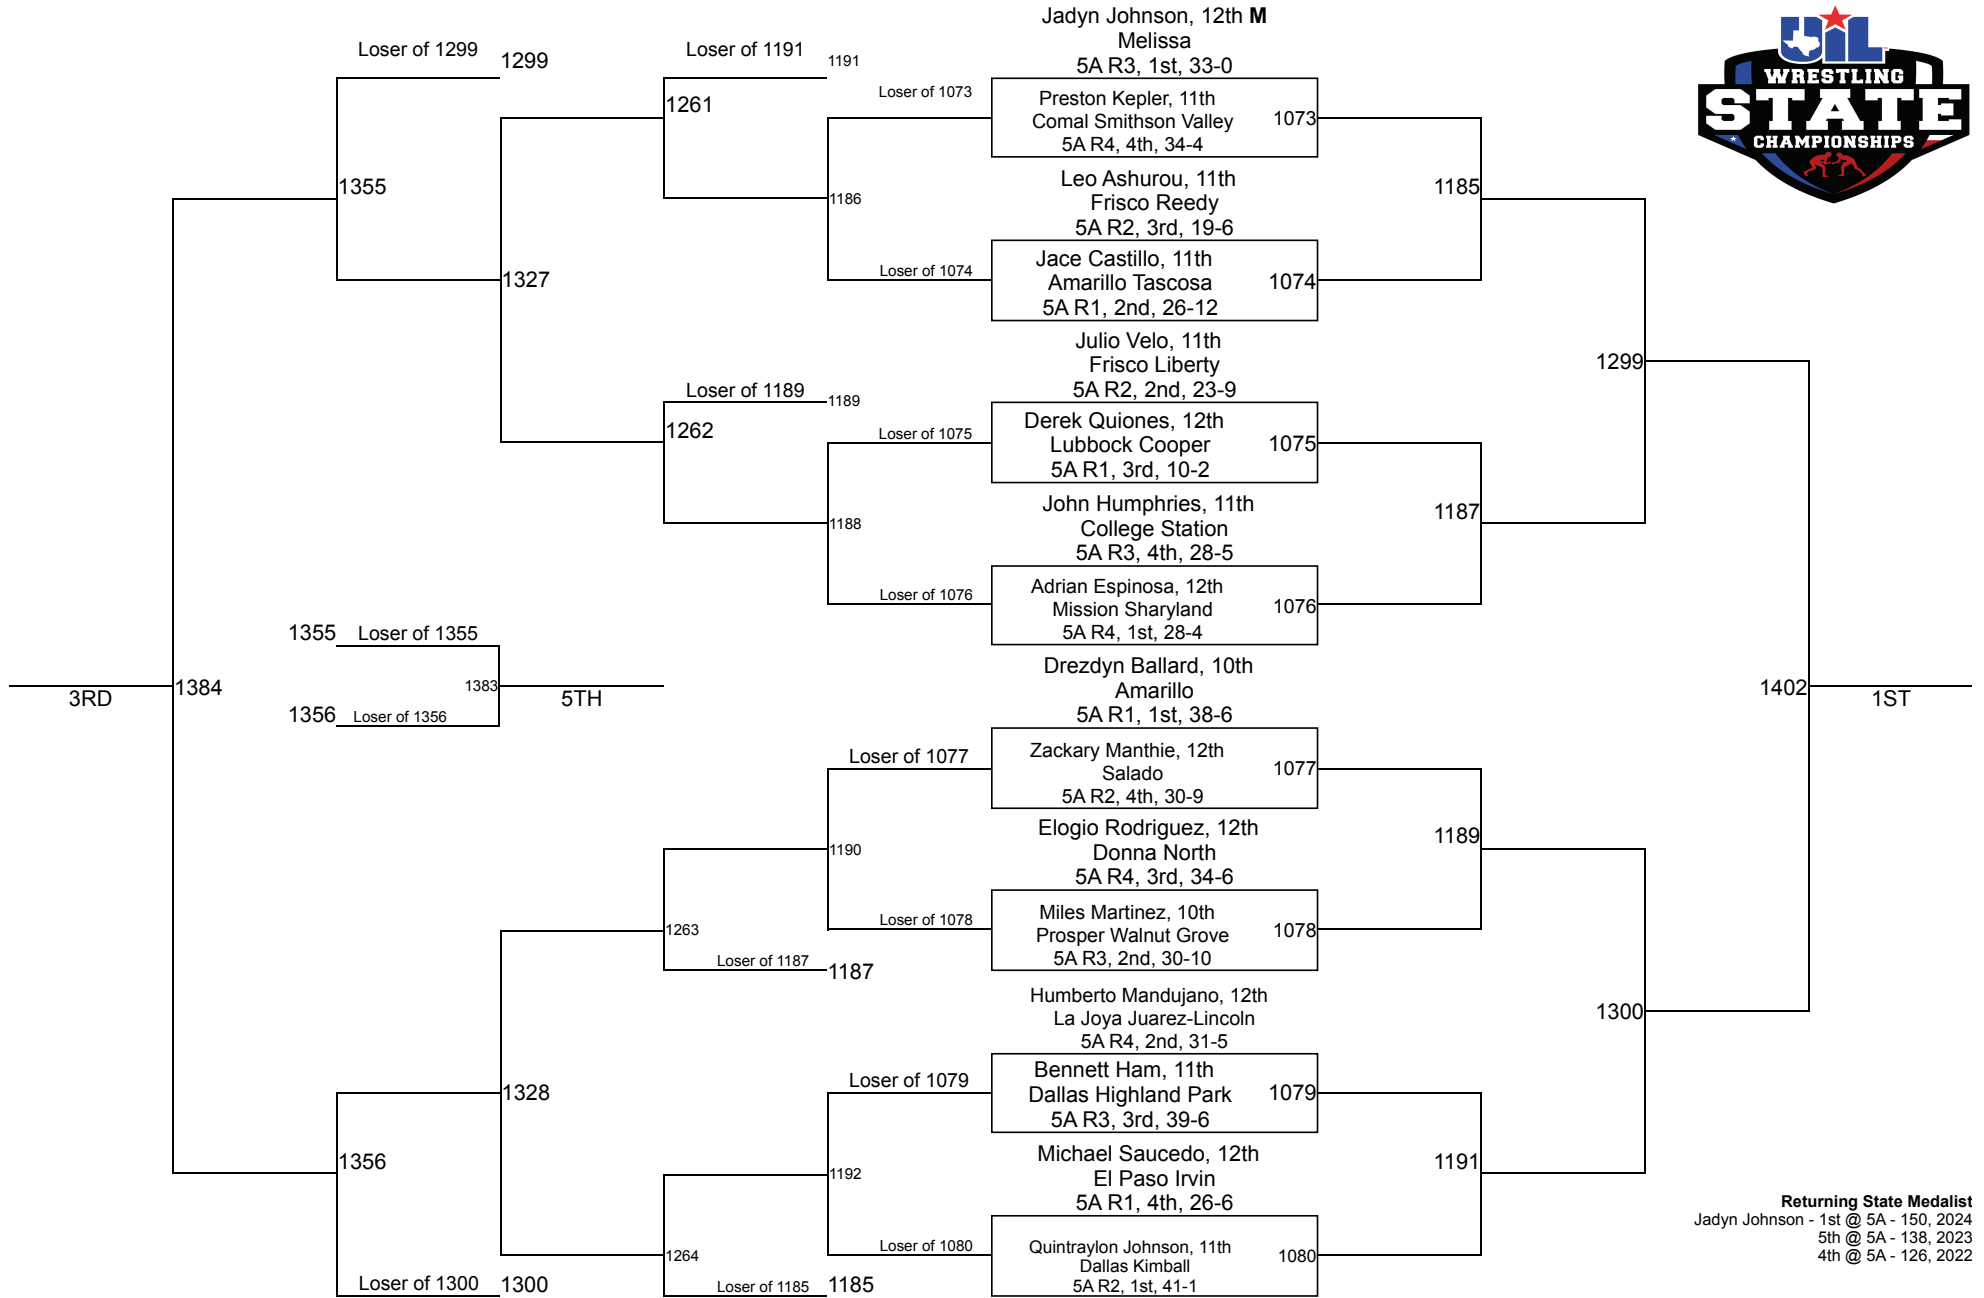 Jadyn Johnson, 12th M
Melissa
5A R3, 1st, 33-0
Loser of 1299
1299
Loser of 1191
1191
UIL
WRESTLING
STATE
CHAMPIONSHIPS
Loser of 1073
Preston Kepler, 11th
Comal Smithson Valley
5A R4, 4th, 34-4
1073
1261
Leo Ashurou, 11th
Frisco Reedy
5A R2, 3rd, 19-6
1355
1186
1185
Loser of 1074
Jace Castillo, 11th
Amarillo Tascosa
5A R1, 2nd, 26-12
1074
1327
Julio Velo, 11th
Frisco Liberty
5A R2, 2nd, 23-9
1299
Loser of 1189
1189
1262
Loser of 1075
Derek Quiones, 12th
Lubbock Cooper
5A R1, 3rd, 10-2
1075
John Humphries, 11th
College Station
5A R3, 4th, 28-5
1188
1187
Loser of 1076
Adrian Espinosa, 12th
Mission Sharyland
5A R4, 1st, 28-4
1076
1355
Loser of 1355
Drezdyn Ballard, 10th
Amarillo
5A R1, 1st, 38-6
3RD
1384
1383
5TH
1402
1ST
1356
Loser of 1356
Loser of 1077
Zackary Manthie, 12th
Salado
5A R2, 4th, 30-9
1077
Elogio Rodriguez, 12th
Donna North
5A R4, 3rd, 34-6
1190
1189
Loser of 1078
Miles Martinez, 10th
Prosper Walnut Grove
5A R3, 2nd, 30-10
1078
1263
Loser of 1187
1187
Humberto Mandujano, 12th
La Joya Juarez-Lincoln
5A R4, 2nd, 31-5
1300
Loser of 1079
Bennett Ham, 11th
Dallas Highland Park
5A R3, 3rd, 39-6
1079
1328
Michael Saucedo, 12th
El Paso Irvin
5A R1, 4th, 26-6
1356
1192
1191
Loser of 1080
Quintraylon Johnson, 11th
Dallas Kimball
5A R2, 1st, 41-1
1080
1264
Loser of 1300
1300
Loser of 1185
1185
Returning State Medalist
Jadyn Johnson - 1st @ 5A - 150, 2024
5th @ 5A - 138, 2023
4th @ 5A - 126, 2022